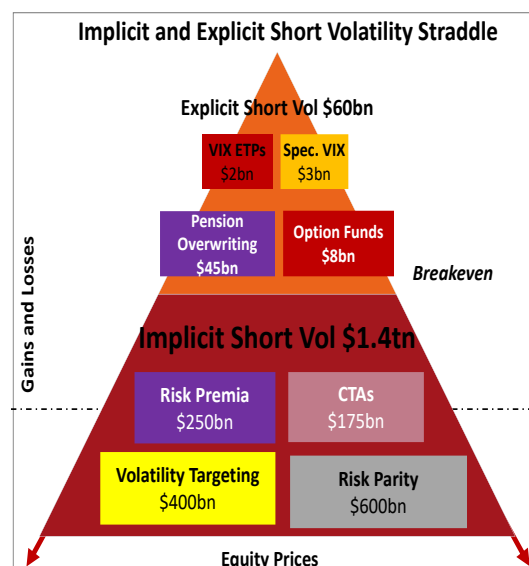 Implicit and Explicit Short Volatility Straddle
Explicit Short Vol $60bn
VIX ETPs
$2bn
Spec. VIX
$3bn
Pension
Overwriting
$45bn
Option Funds
$8bn
Breakeven
Gains and Losses
Implicit Short Vol $1.4tn
Risk Premia
$250bn
CTAs
$175bn
Volatility Targeting
$400bn
Risk Parity
$600bn
Equity Prices